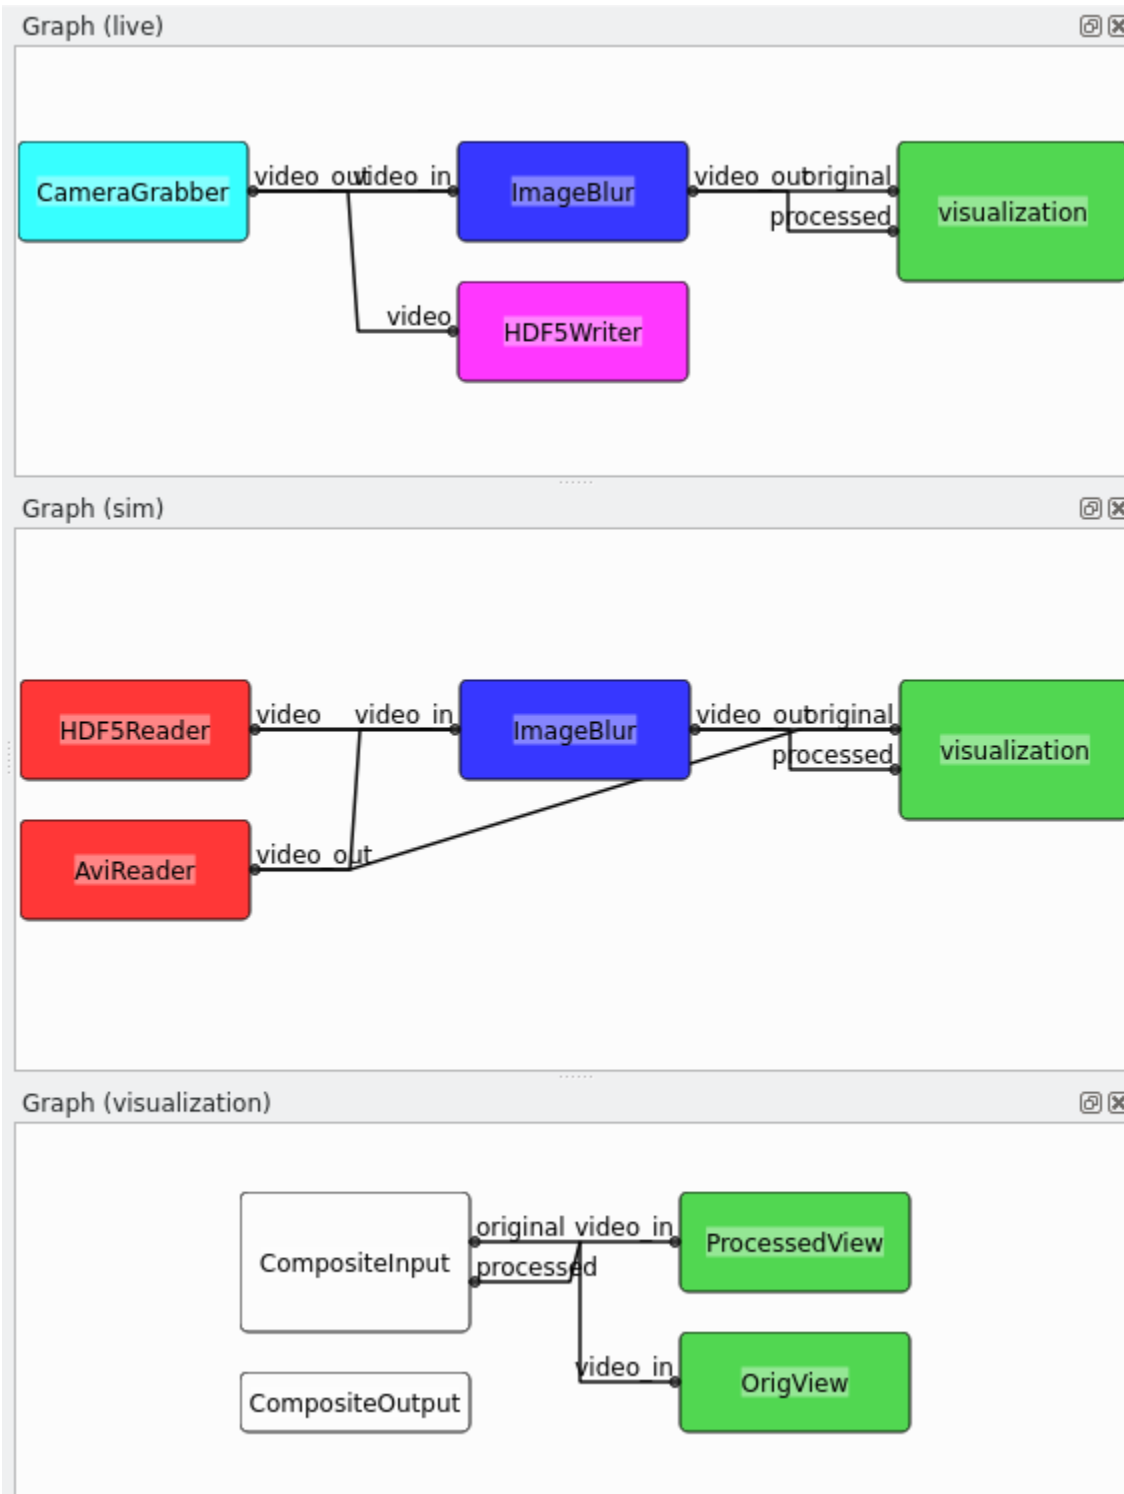 Graph (live)
video_out video_in
video_out original
CameraGrabber
ImageBlur
processed
visualization
video
HDF5Writer
Graph (sim)
video
video_in
video_out original
HDF5Reader
ImageBlur
processed
visualization
video_out
AviReader
Graph (visualization)
original video_in
ProcessedView
CompositeInput
processed
video_in
OrigView
CompositeOutput